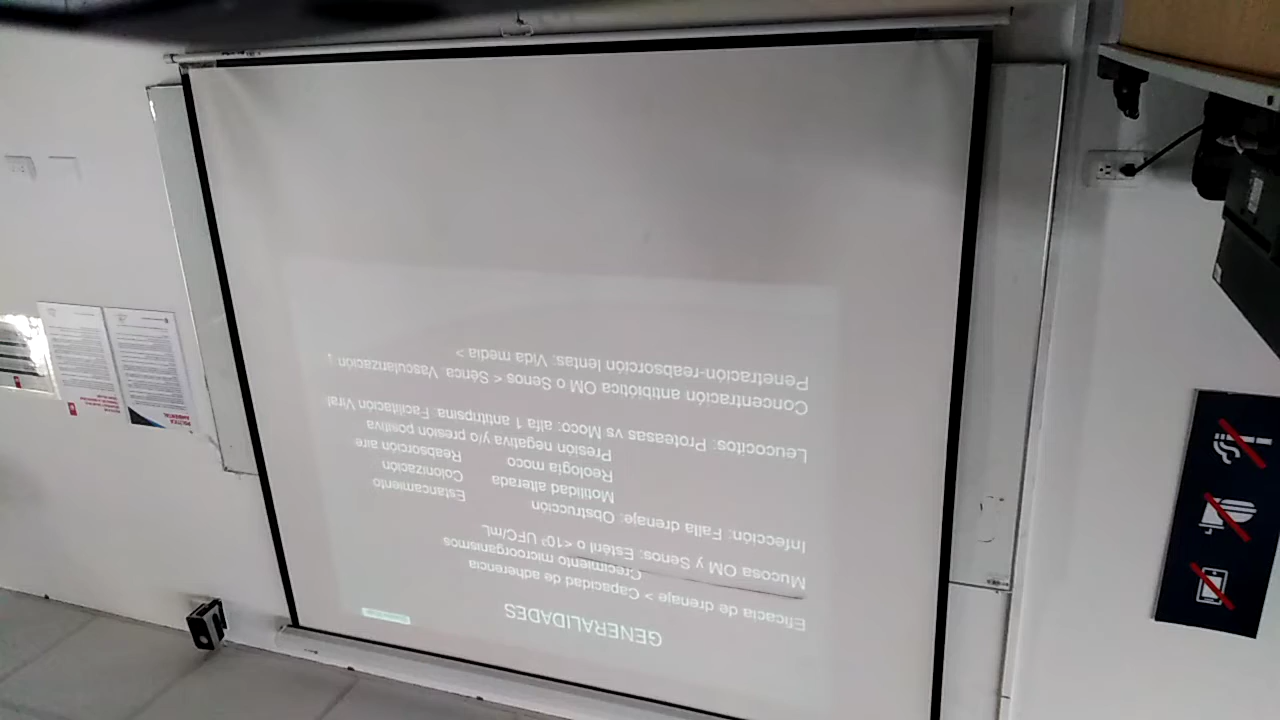 GENERALIDADES
Eficacia de drenaje > Capacidad de adherencia
Crecimiento microorganismos
Mucosa OM y Senos: Estéril o <10³ UFC/mL
Infección: Falla drenaje: Obstrucción Estancamiento
Motilidad alterada Colonización
Reología moco Reabsorción aire
Presión negativa y/o presión positiva
Leucocitos: Proteasas vs Moco: alfa 1 antitripsina: Facilitación Viral
Concentración antibiótica OM o Senos < Sérica. Vascularización ↓
Penetración-reabsorción lentas: Vida media >
POLÍTICA
AMBIENTAL